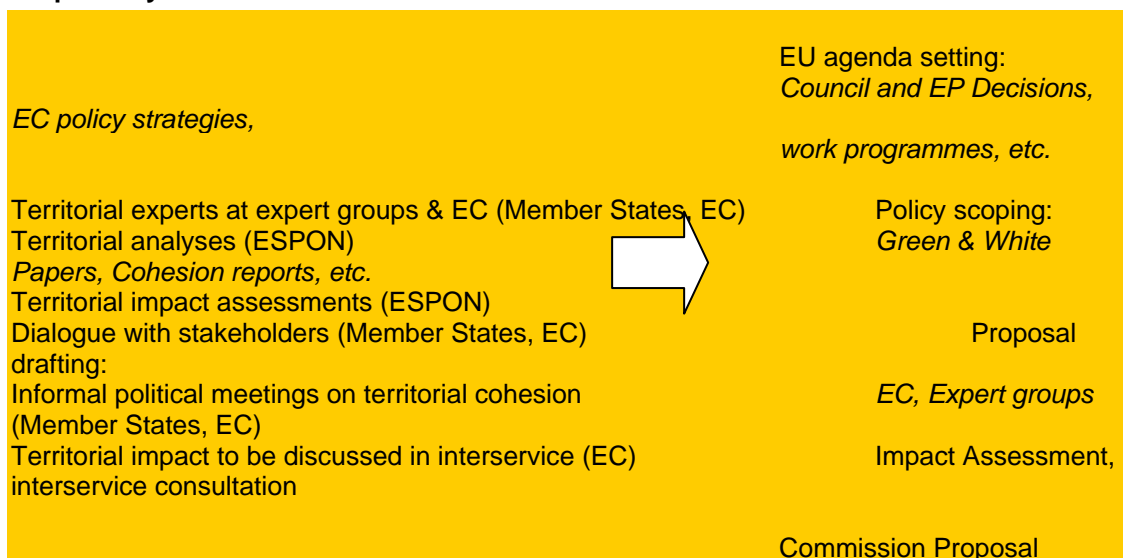 EU agenda setting:
Council and EP Decisions,
EC policy strategies,
work programmes, etc.
Territorial experts at expert groups & EC (Member States, EC) Policy scoping:
Territorial analyses (ESPON) Green & White
Papers, Cohesion reports, etc.
Territorial impact assessments (ESPON)
Dialogue with stakeholders (Member States, EC) Proposal
drafting:
Informal political meetings on territorial cohesion EC, Expert groups
(Member States, EC)
Territorial impact to be discussed in interservice (EC) Impact Assessment,
interservice consultation
Commission Proposal